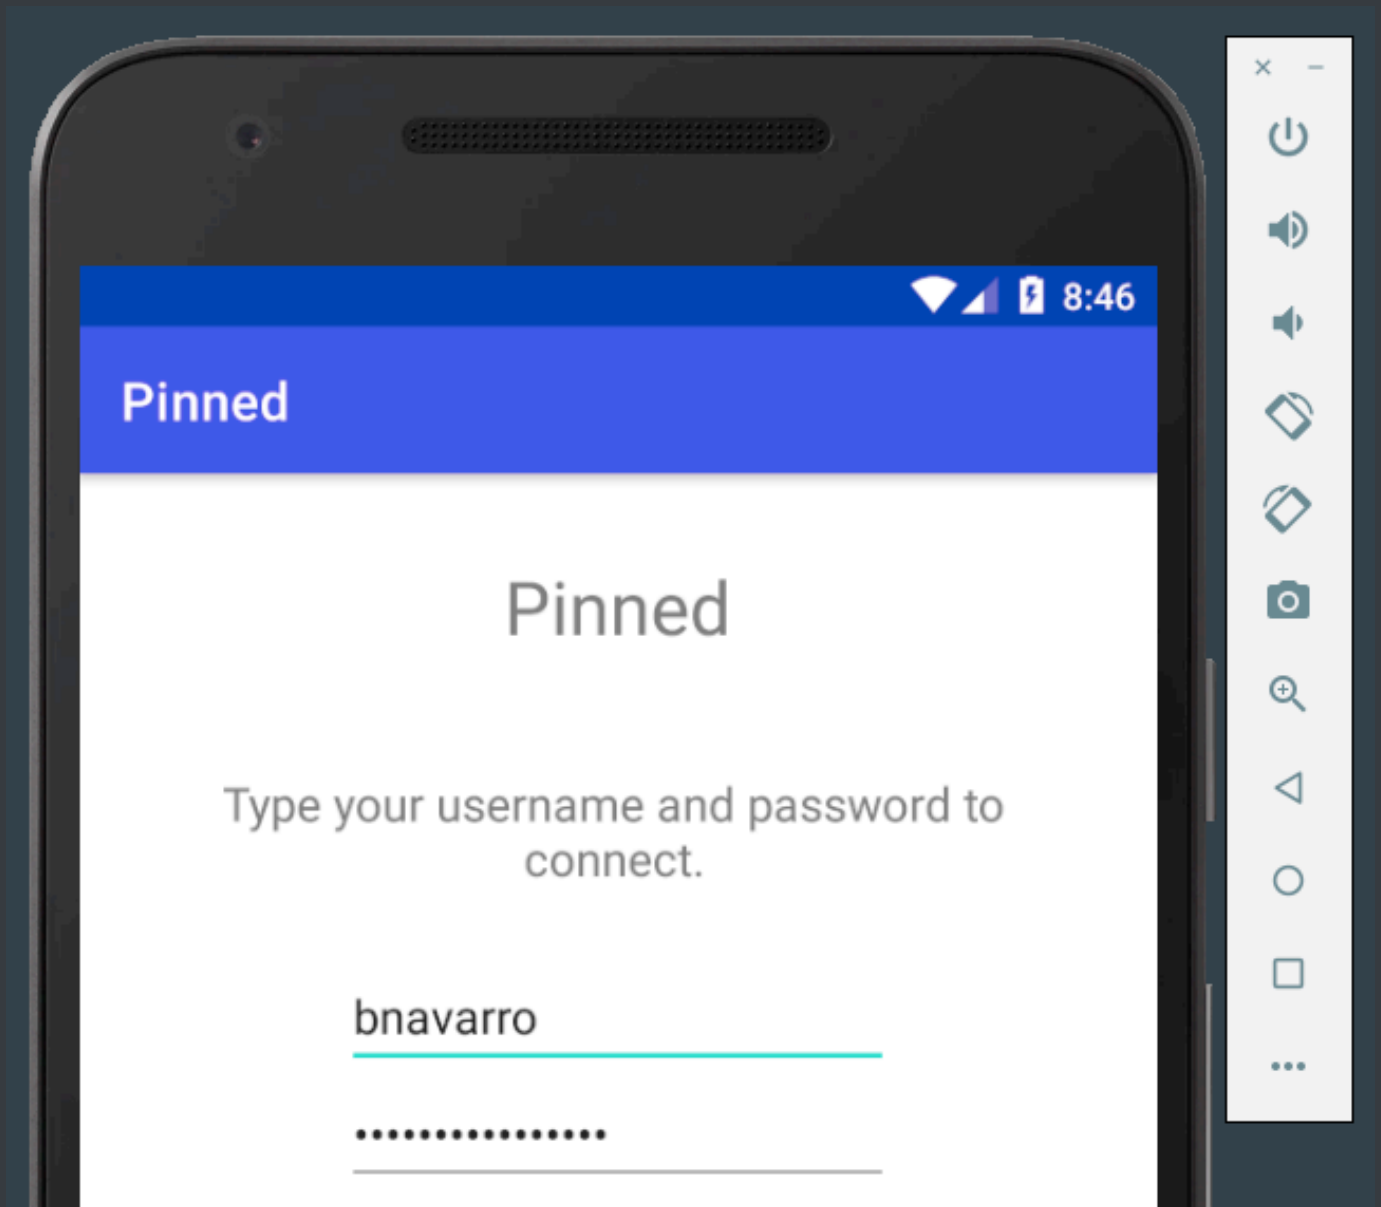 8:46
Pinned
Pinned
Type your username and password to
connect.
bnavarro
••••••••••••••••